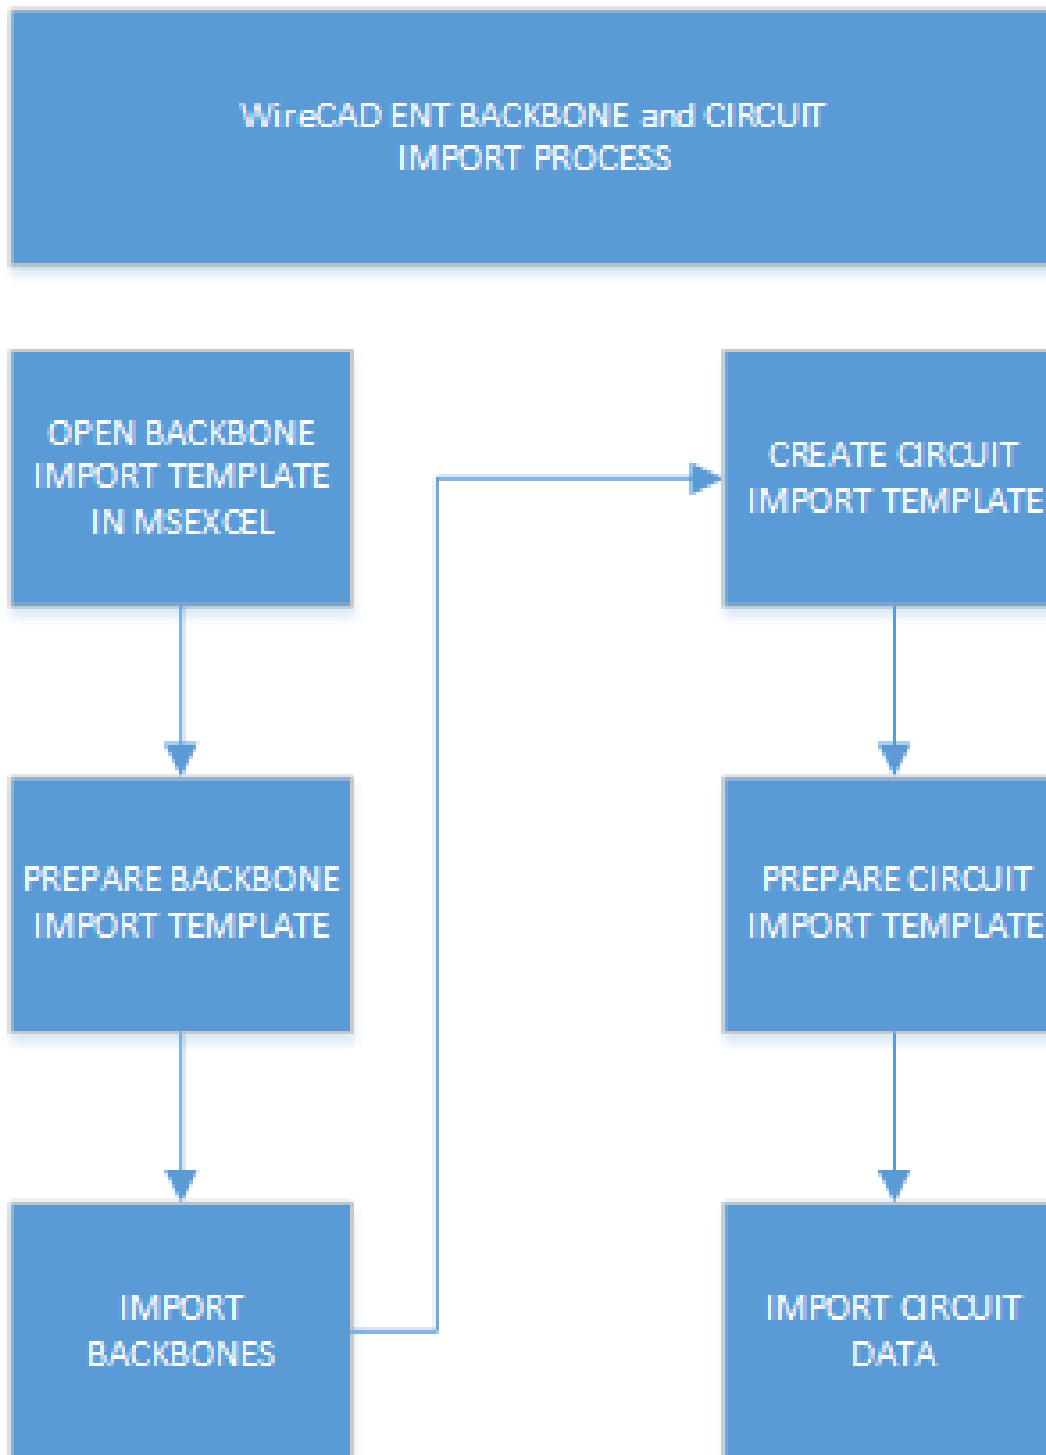 WireCAD ENT BACKBONE and CIRCUIT
IMPORT PROCESS
OPEN BACKBONE
IMPORT TEMPLATE
IN MSEXCEL
PREPARE BACKBONE
IMPORT TEMPLATE
IMPORT
BACKBONES
CREATE CIRCUIT
IMPORT TEMPLATE
PREPARE CIRCUIT
IMPORT TEMPLATE
IMPORT CIRCUIT
DATA